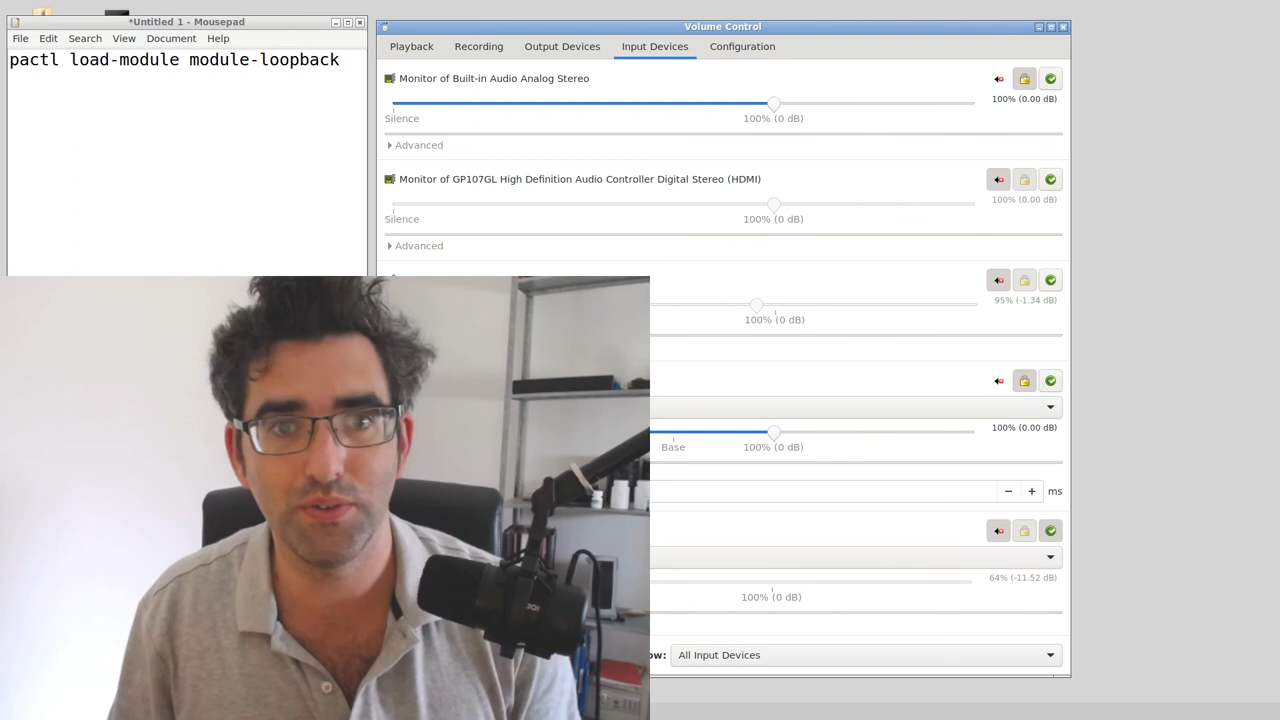 *Untitled 1 - Mousepad
File Edit Search View Document Help
pactl load-module module-loopback
Volume Control
Playback Recording Output Devices Input Devices Configuration
Monitor of Built-in Audio Analog Stereo
100% (0.00 dB)
Silence 100% (0 dB)
Advanced
Monitor of GP107GL High Definition Audio Controller Digital Stereo (HDMI)
100% (0.00 dB)
Silence 100% (0 dB)
Advanced
95% (-1.34 dB)
100% (0 dB)
100% (0.00 dB)
Base 100% (0 dB)
ms
64% (-11.52 dB)
100% (0 dB)
All Input Devices